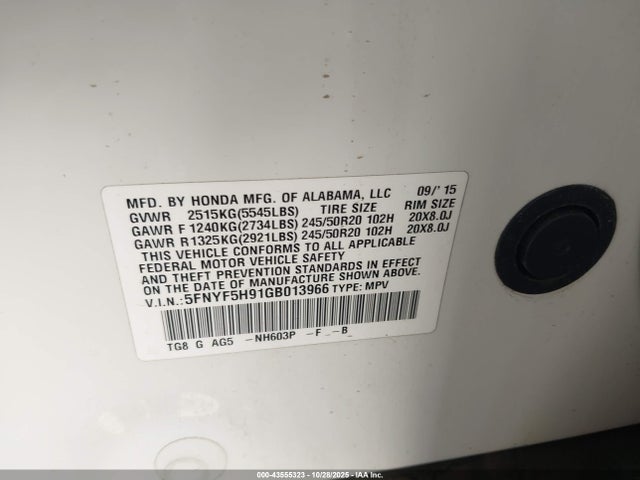 MFD. BY HONDA MFG. OF ALABAMA, LLC 09/'15
GVWR 2515KG(5545LBS) TIRE SIZE RIM SIZE
GAWR F 1240KG(2734LBS) 245/50R20 102H 20X8.0J
GAWR R 1325KG(2921LBS) 245/50R20 102H 20X8.0J
THIS VEHICLE CONFORMS TO ALL APPLICABLE
FEDERAL MOTOR VEHICLE SAFETY AND
THEFT PREVENTION STANDARDS IN EFFECT
ON THE DATE OF MANUFACTURE SHOWN ABOVE.
V.I.N.: 5FNYF5H91GB013966 TYPE: MPV
TG8 G AG5 -NH603P -F_-B_
000-43555323 | 10/28/2025 | IAA Inc.